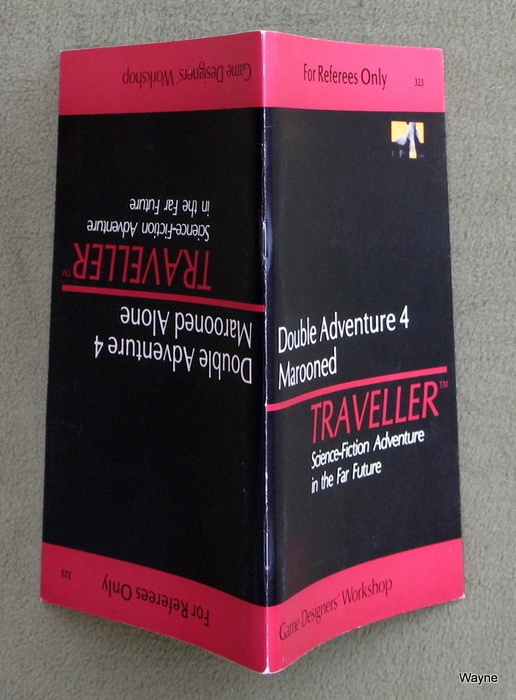 For Referees Only 323
Double Adventure 4
Marooned
TRAVELLER™
Science-Fiction Adventure
in the Far Future
Game Designers' Workshop
For Referees Only 323
Double Adventure 4
Marooned Alone
TRAVELLER™
Science-Fiction Adventure
in the Far Future
Game Designers' Workshop
Wayne